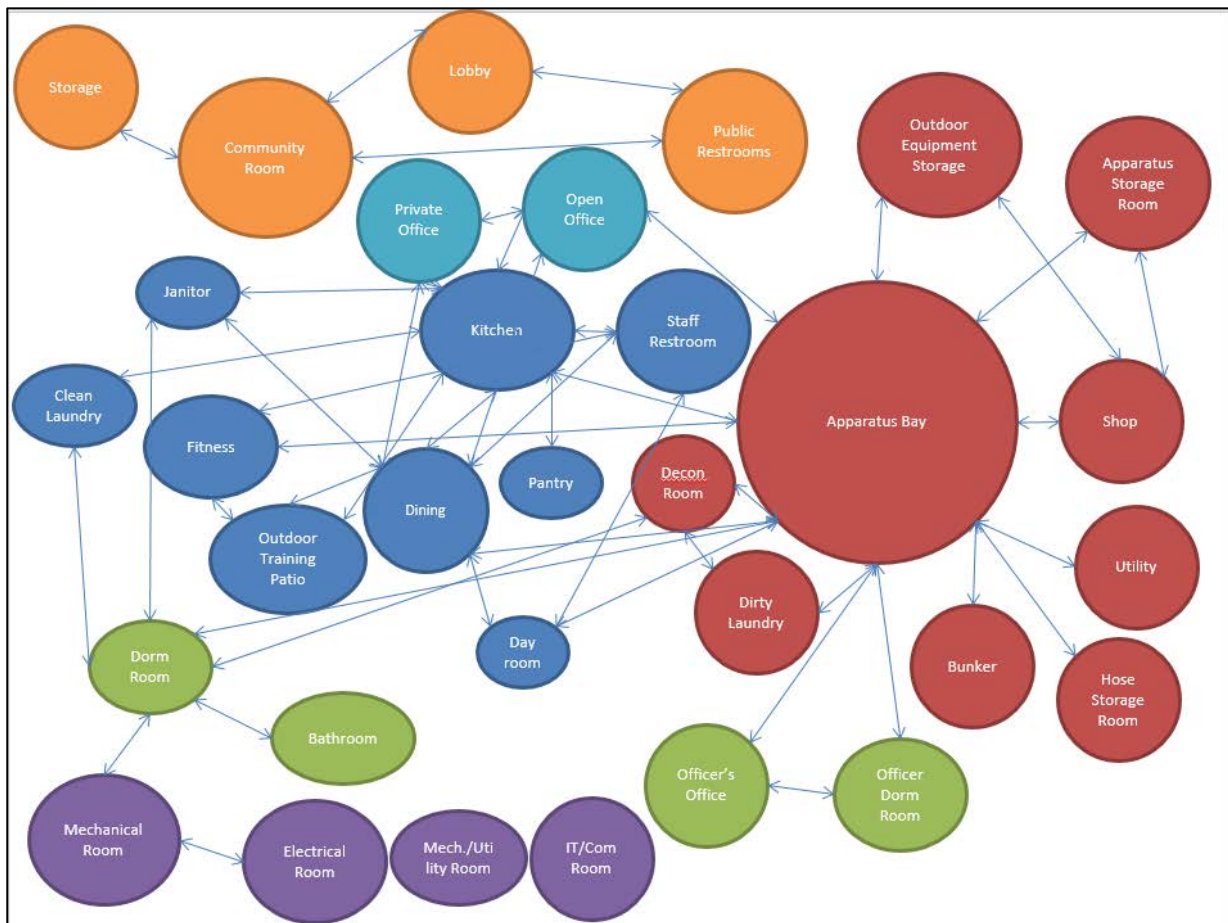 Storage
Lobby
Community
Room
Public
Restrooms
Outdoor
Equipment
Storage
Apparatus
Storage
Room
Private
Office
Open
Office
Janitor
Kitchen
Staff
Restroom
Clean
Laundry
Fitness
Apparatus Bay
Shop
Decon
Room
Pantry
Dining
Outdoor
Training
Patio
Utility
Dirty
Laundry
Day
room
Dorm
Room
Bunker
Hose
Storage
Room
Bathroom
Officer's
Office
Officer
Dorm
Room
Mechanical
Room
Electrical
Room
Mech./Uti
lity Room
IT/Com
Room